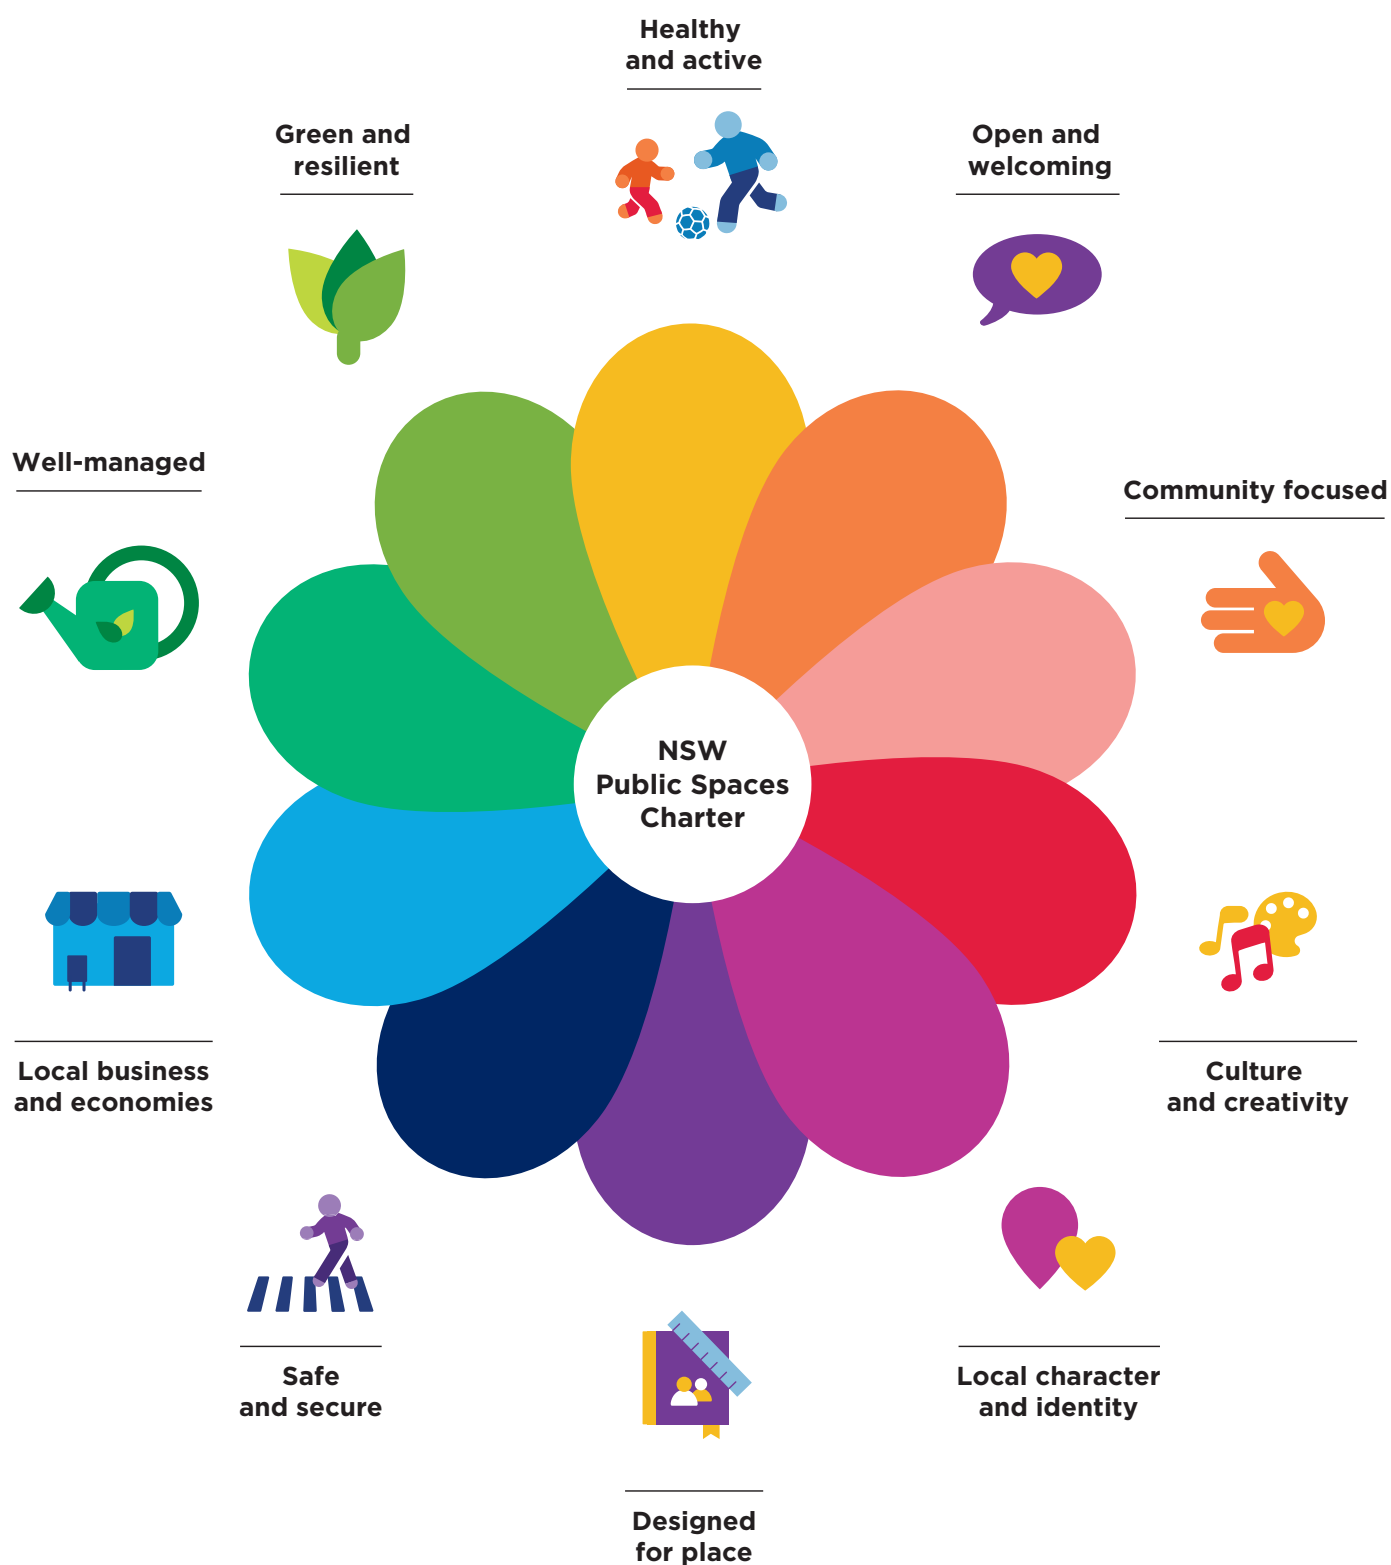 Healthy
and active
Green and
resilient
Open and
welcoming
Well-managed
Community focused
NSW
Public Spaces
Charter
Local business
and economies
Culture
and creativity
Safe
and secure
Local character
and identity
Designed
for place